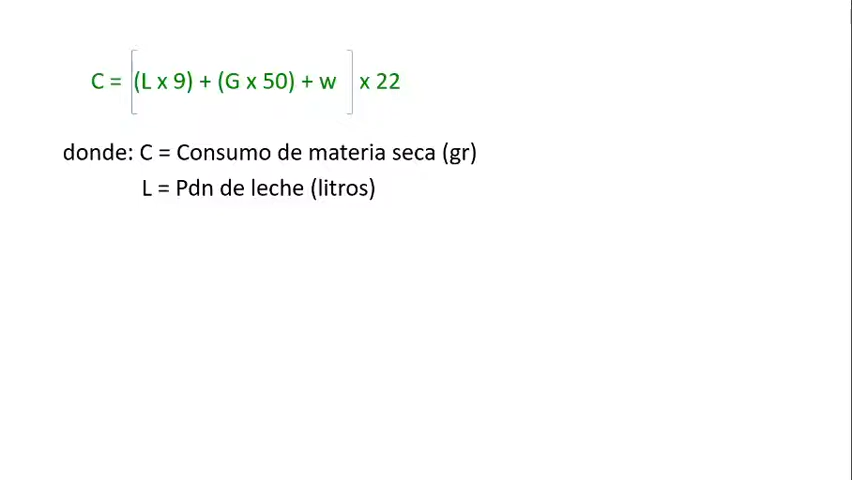 C = [(L x 9) + (G x 50) + w ] x 22
donde: C = Consumo de materia seca (gr)
L = Pdn de leche (litros)